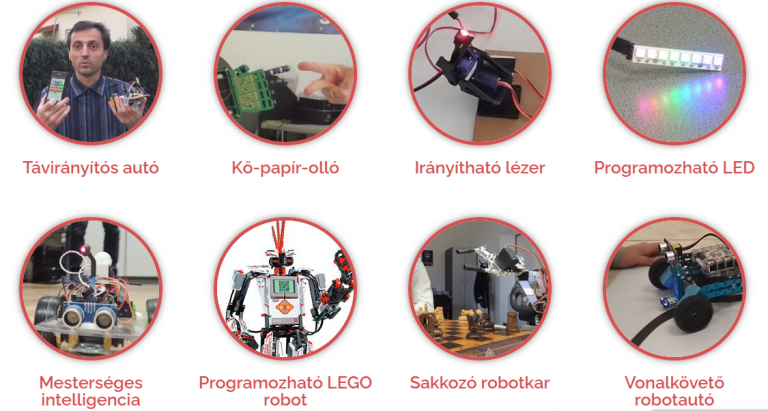 Távirányítós autó
Kő-papír-olló
Irányítható lézer
Programozható LED
Mesterséges
intelligencia
Programozható LEGO
robot
Sakkozó robotkar
Vonalkövető
robotautó